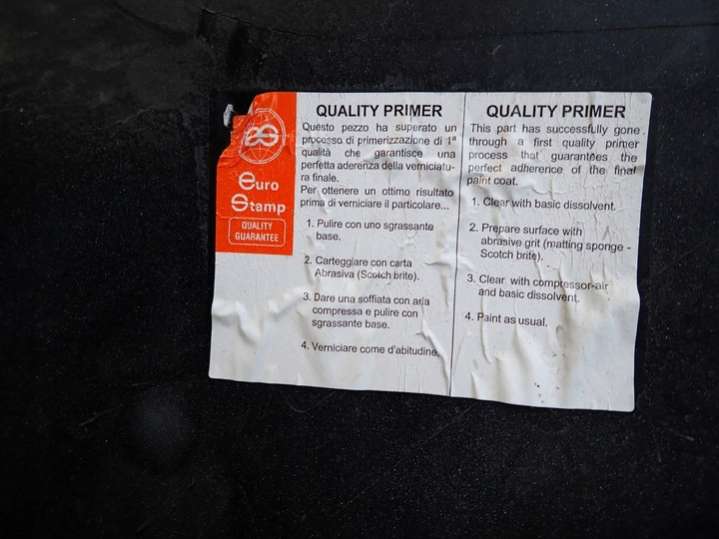 Euro
Stamp
QUALITY
GUARANTEE
QUALITY PRIMER
Questo pezzo ha superato un
processo di primerizzazione di 1ª
qualità che garantisce una
perfetta aderenza della verniciatu-
ra finale.
Per ottenere un ottimo risultato
prima di verniciare il particolare...
1. Pulire con uno sgrassante
base.
2. Carteggiare con carta
Abrasiva (Scotch brite).
3. Dare una soffiata con aria
compressa e pulire con
sgrassante base.
4. Verniciare come d'abitudine.
QUALITY PRIMER
This part has successfully gone
through a first quality primer
process that guarantees the
perfect adherence of the final
paint coat.
1. Clear with basic dissolvent.
2. Prepare surface with
abrasive grit (matting sponge -
Scotch brite).
3. Clear with compressor-air
and basic dissolvent.
4. Paint as usual.